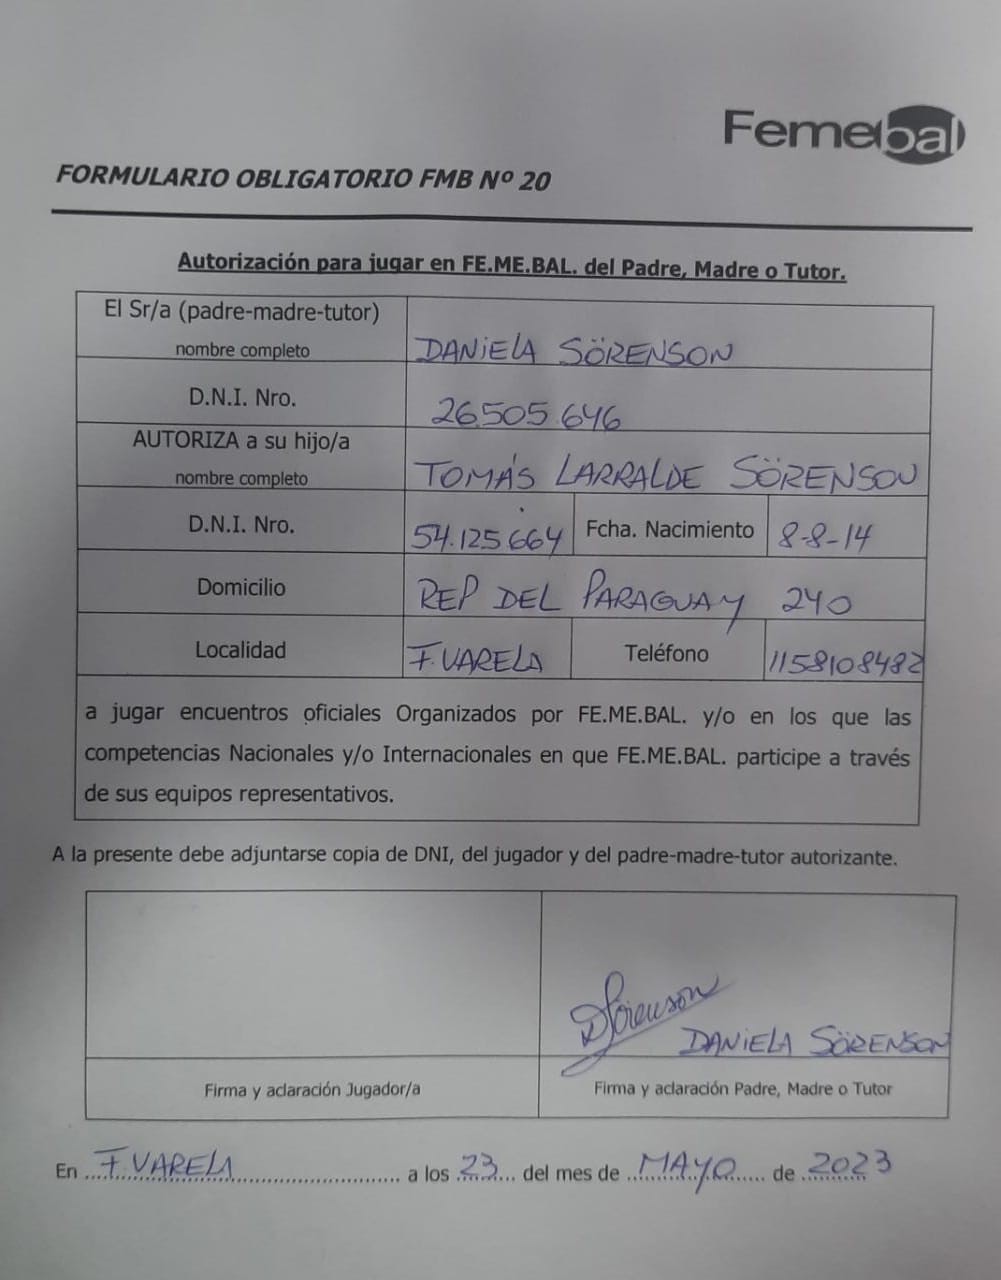 Femebal
FORMULARIO OBLIGATORIO FMB Nº 20
Autorización para jugar en FE.ME.BAL. del Padre, Madre o Tutor.
El Sr/a (padre-madre-tutor)
nombre completo
DANIELA SÖRENSON
D.N.I. Nro.
26.505.646
AUTORIZA a su hijo/a
nombre completo
TOMÁS LARRALDE SÖRENSON
D.N.I. Nro.
54.125.664
Fcha. Nacimiento
8-8-14
Domicilio
REP DEL PARAGUAY 240
Localidad
F. VARELA
Teléfono
1158108482
a jugar encuentros oficiales Organizados por FE.ME.BAL. y/o en los que las
competencias Nacionales y/o Internacionales en que FE.ME.BAL. participe a través
de sus equipos representativos.
A la presente debe adjuntarse copia de DNI, del jugador y del padre-madre-tutor autorizante.
DSörenson
DANIELA SÖRENSON
Firma y aclaración Jugador/a
Firma y aclaración Padre, Madre o Tutor
En F. VARELA a los 23 del mes de MAYO de 2023